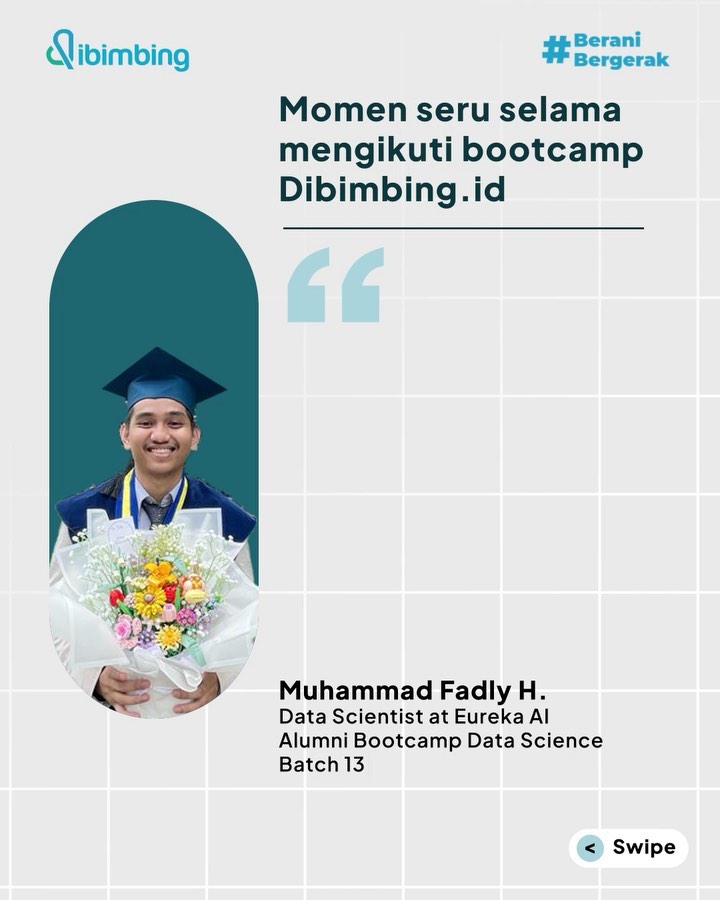 Dibimbing
#Berani
Bergerak
Momen seru selama
mengikuti bootcamp
Dibimbing.id
“
Muhammad Fadly H.
Data Scientist at Eureka AI
Alumni Bootcamp Data Science
Batch 13
< Swipe